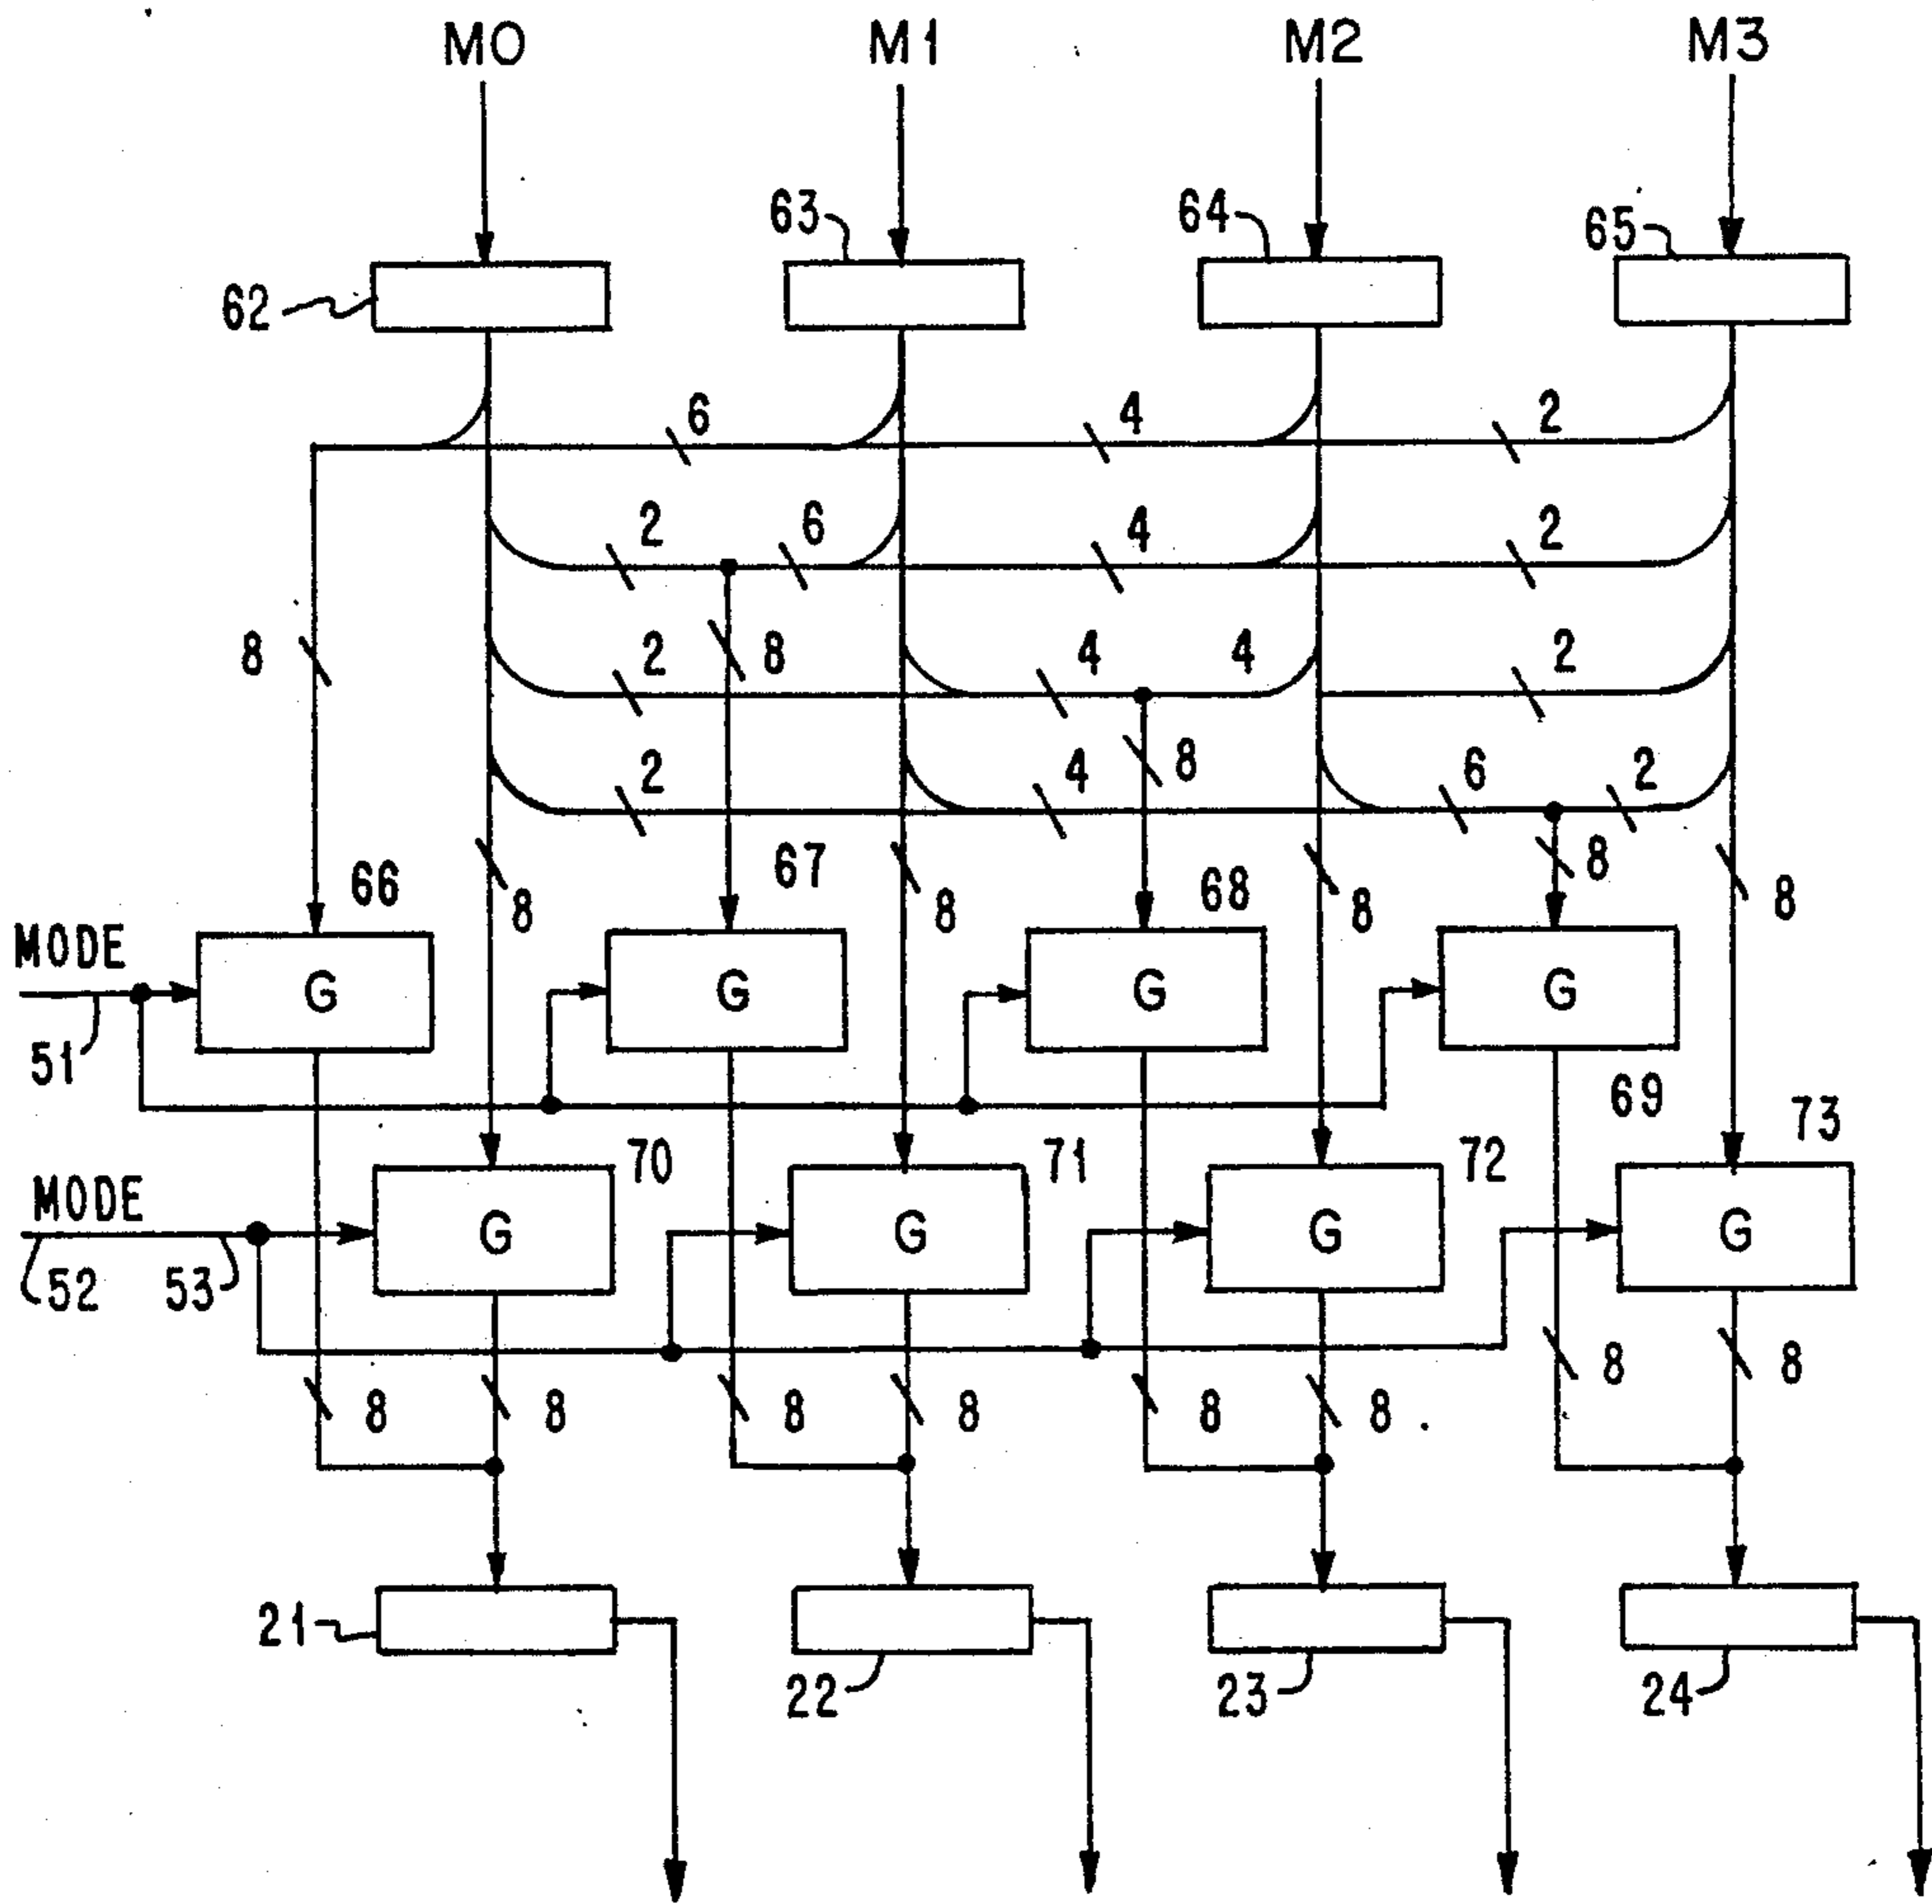 M0 M1 M2 M3
63 64 65
62
6 4 2
2 6 4 2
8 2 8 4 4 2
2 4 8 6 2
66 8 67 8 68 8 8 8
MODE
G G G G
51
69
70 71 72 73
MODE
G G G G
52 53
8 8
8 8 8 8 8 8
21
22 23 24